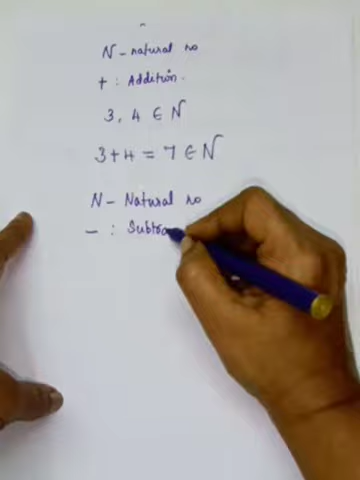 N - natural no
+ : Addition.
3, 4 ∈ N
3 + 4 = 7 ∈ N
N - Natural no
- : Subtra